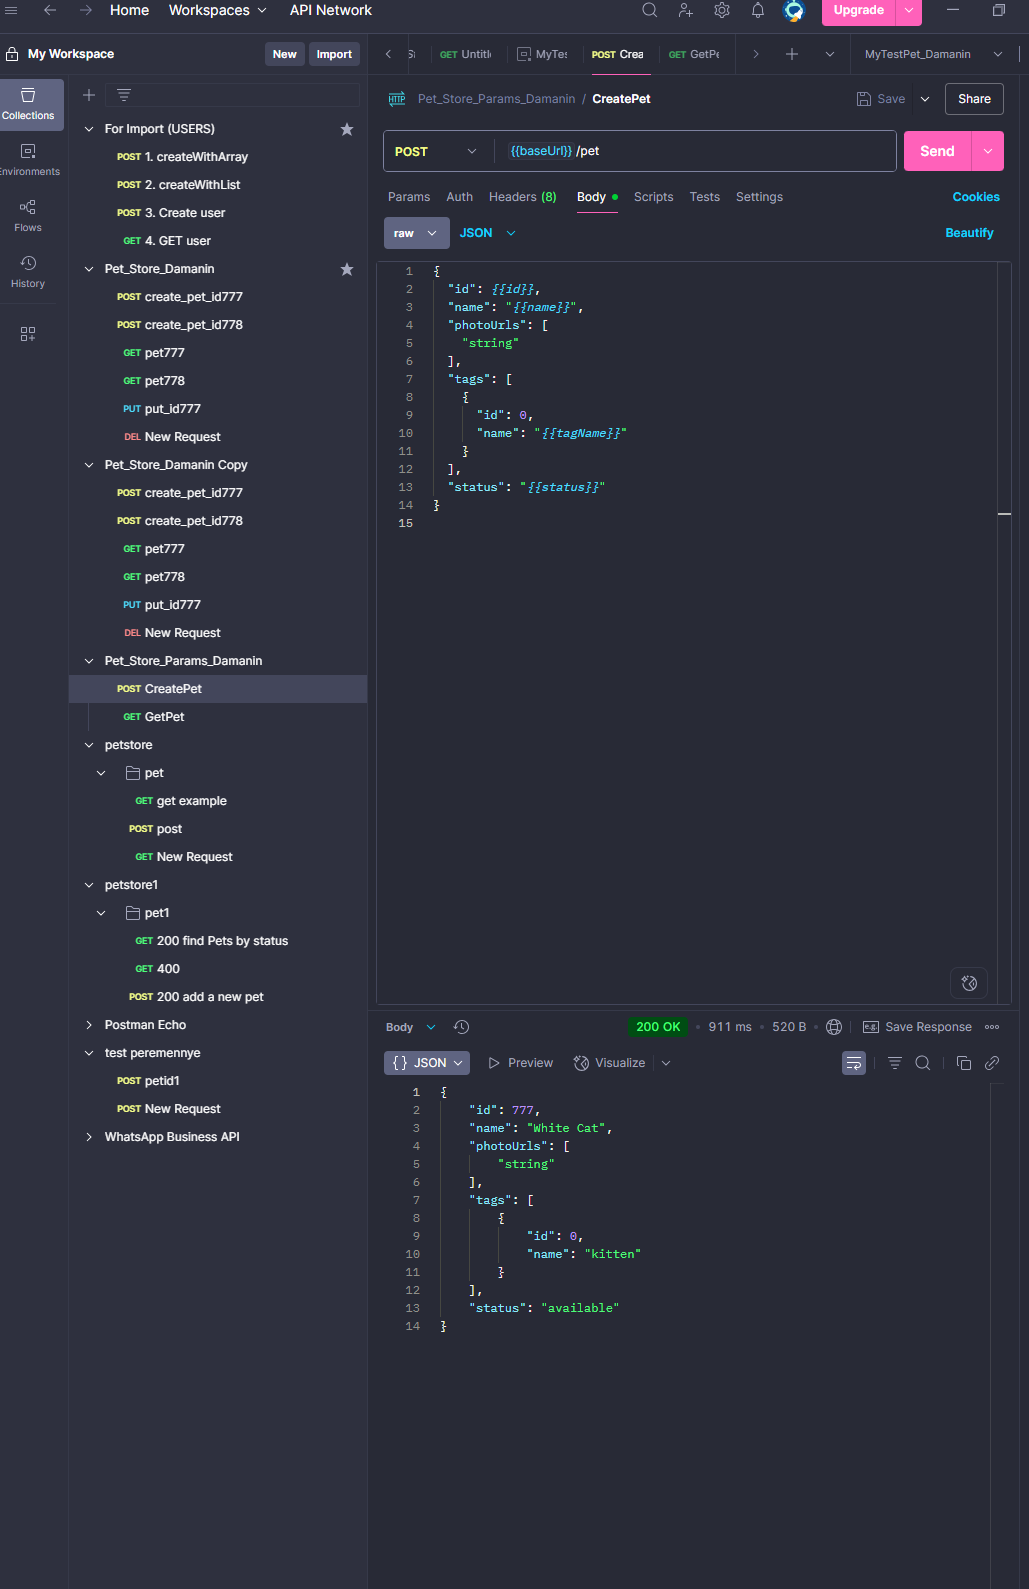 Home Workspaces API Network Upgrade
My Workspace New Import
GET Untitl MyTes POST Crea GetPe MyTestPet_Damanin
Collections
Environments
Flows
History
For Import (USERS)
POST 1. createWithArray
POST 2. createWithList
POST 3. Create user
GET 4. GET user
Pet_Store_Damanin
POST create_pet_id777
POST create_pet_id778
GET pet777
GET pet778
PUT put_id777
DEL New Request
Pet_Store_Damanin Copy
POST create_pet_id777
POST create_pet_id778
GET pet777
GET pet778
PUT put_id777
DEL New Request
Pet_Store_Params_Damanin
POST CreatePet
GET GetPet
petstore
pet
GET get example
POST post
GET New Request
petstore1
pet1
GET 200 find Pets by status
GET 400
POST 200 add a new pet
Postman Echo
test peremennye
POST petid1
POST New Request
WhatsApp Business API
HTTP Pet_Store_Params_Damanin / CreatePet Save Share
POST {{baseUrl}} /pet Send
Params Auth Headers (8) Body Scripts Tests Settings Cookies
raw JSON Beautify
1 {
2 "id": {{id}},
3 "name": "{{name}}",
4 "photoUrls": [
5 "string"
6 ],
7 "tags": [
8 {
9 "id": 0,
10 "name": "{{tagName}}"
11 }
12 ],
13 "status": "{{status}}"
14 }
15
Body 200 OK • 911 ms • 520 B e.g. Save Response
{} JSON Preview Visualize
1 {
2 "id": 777,
3 "name": "White Cat",
4 "photoUrls": [
5 "string"
6 ],
7 "tags": [
8 {
9 "id": 0,
10 "name": "kitten"
11 }
12 ],
13 "status": "available"
14 }